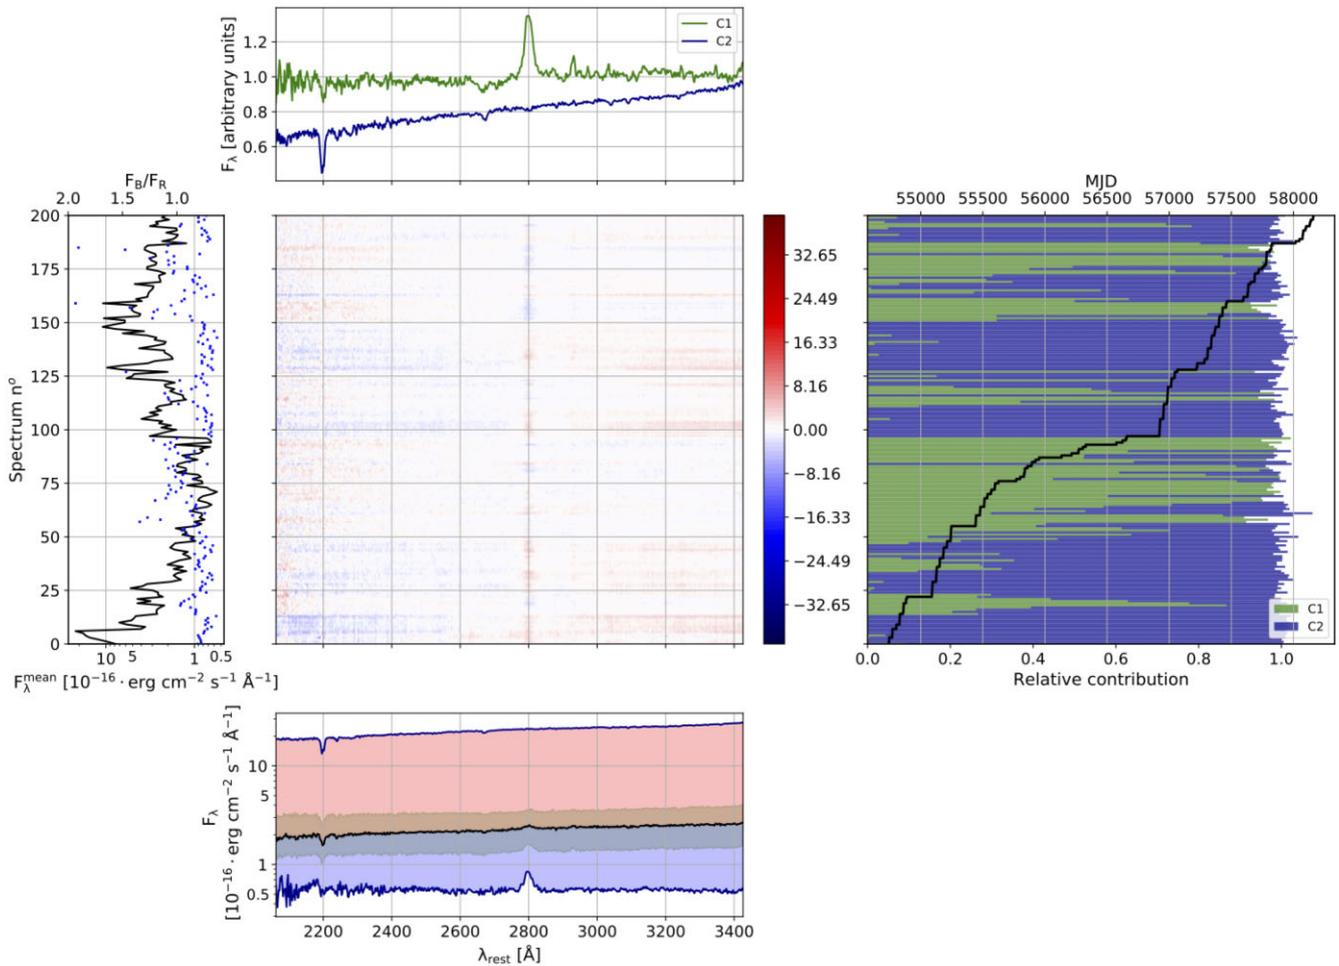 F_λ [arbitrary units]
1.2
1.0
0.8
0.6
C1
C2
F_B/F_R
2.0 1.5 1.0
Spectrum nº
200
175
150
125
100
75
50
25
0
10 5 1 0.5
F_λ^mean [10^−16 · erg cm^−2 s^−1 Å^−1]
32.65
24.49
16.33
8.16
0.00
−8.16
−16.33
−24.49
−32.65
MJD
55000 55500 56000 56500 57000 57500 58000
C1
C2
0.0 0.2 0.4 0.6 0.8 1.0
Relative contribution
F_λ
[10^−16 · erg cm^−2 s^−1 Å^−1]
10
5
1
0.5
2200 2400 2600 2800 3000 3200 3400
λ_rest [Å]